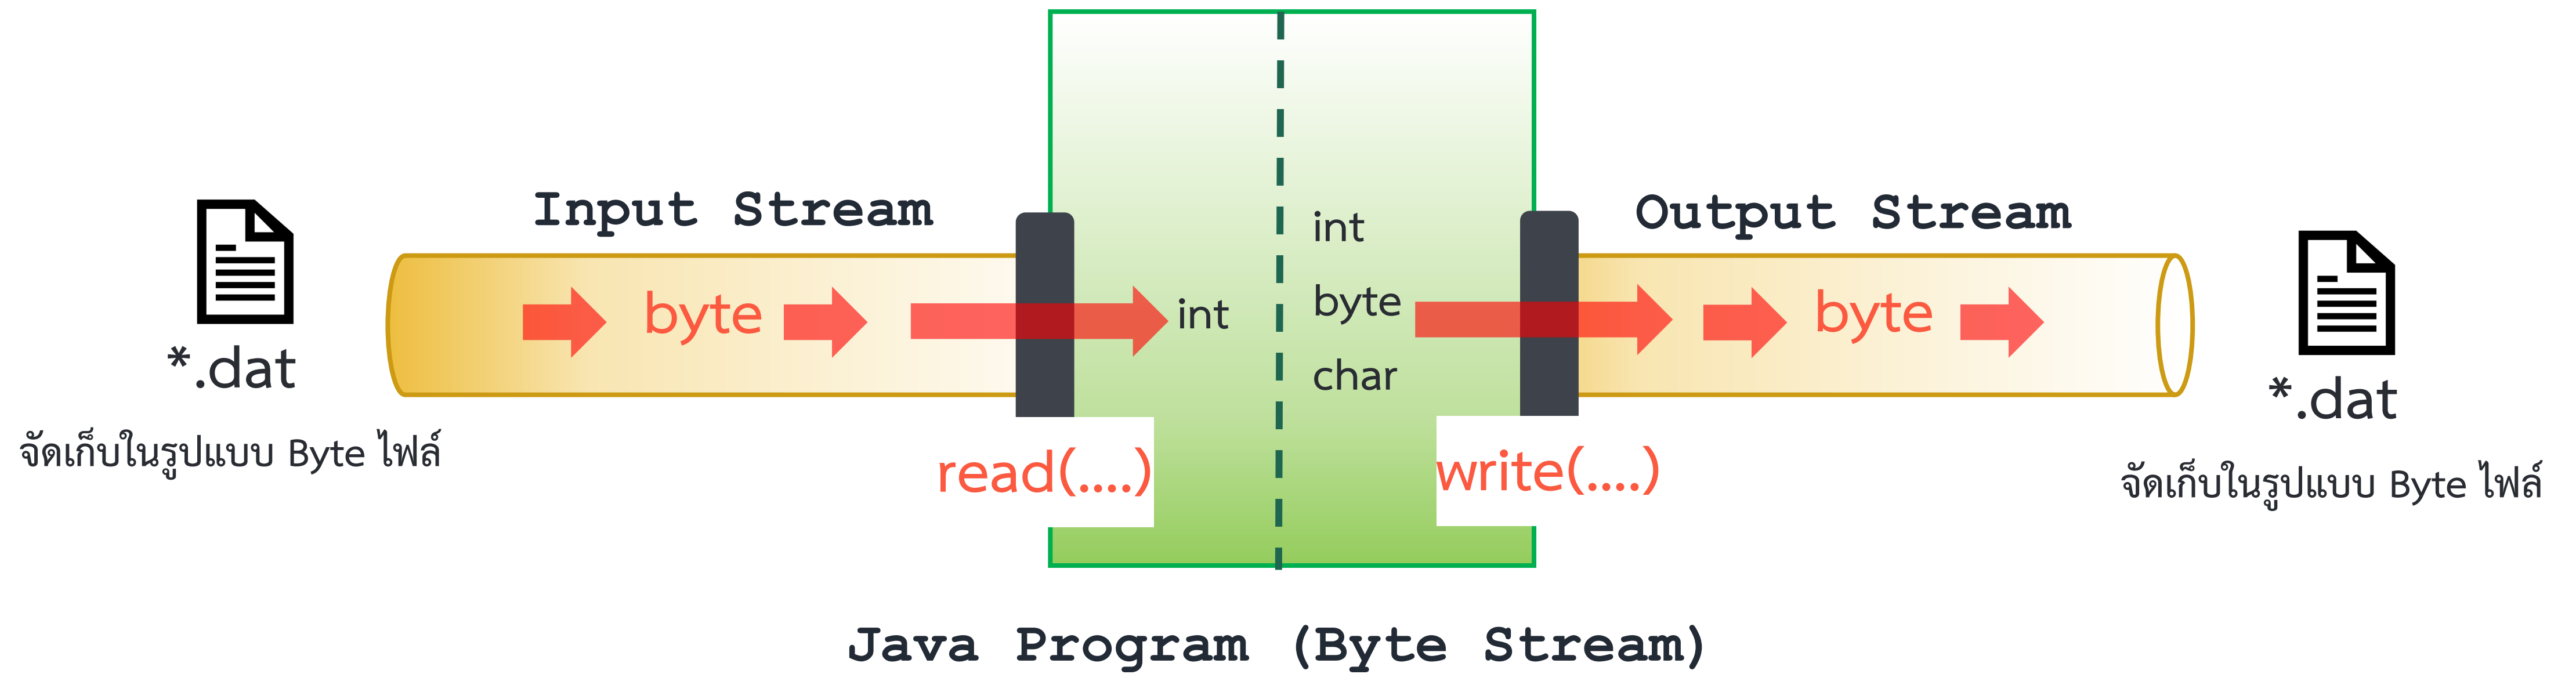 Input Stream
Output Stream
int
byte
int
byte
byte
char
*.dat
*.dat
จัดเก็บในรูปแบบ Byte ไฟล์
read(....)
write(....)
จัดเก็บในรูปแบบ Byte ไฟล์
Java Program (Byte Stream)